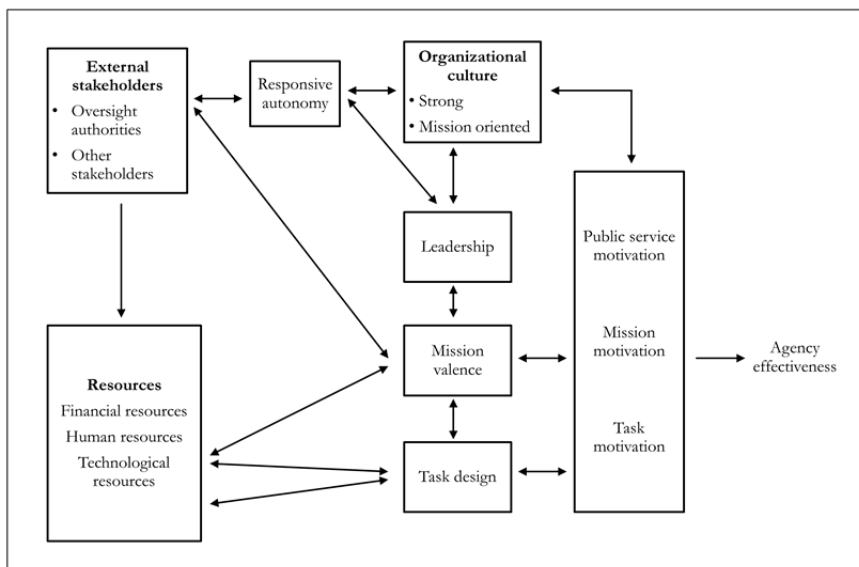 External
stakeholders
• Oversight
authorities
• Other
stakeholders
Responsive
autonomy
Organizational
culture
• Strong
• Mission oriented
Leadership
Public service
motivation
Mission
motivation
Task
motivation
Agency
effectiveness
Mission
valence
Resources
Financial resources
Human resources
Technological
resources
Task design